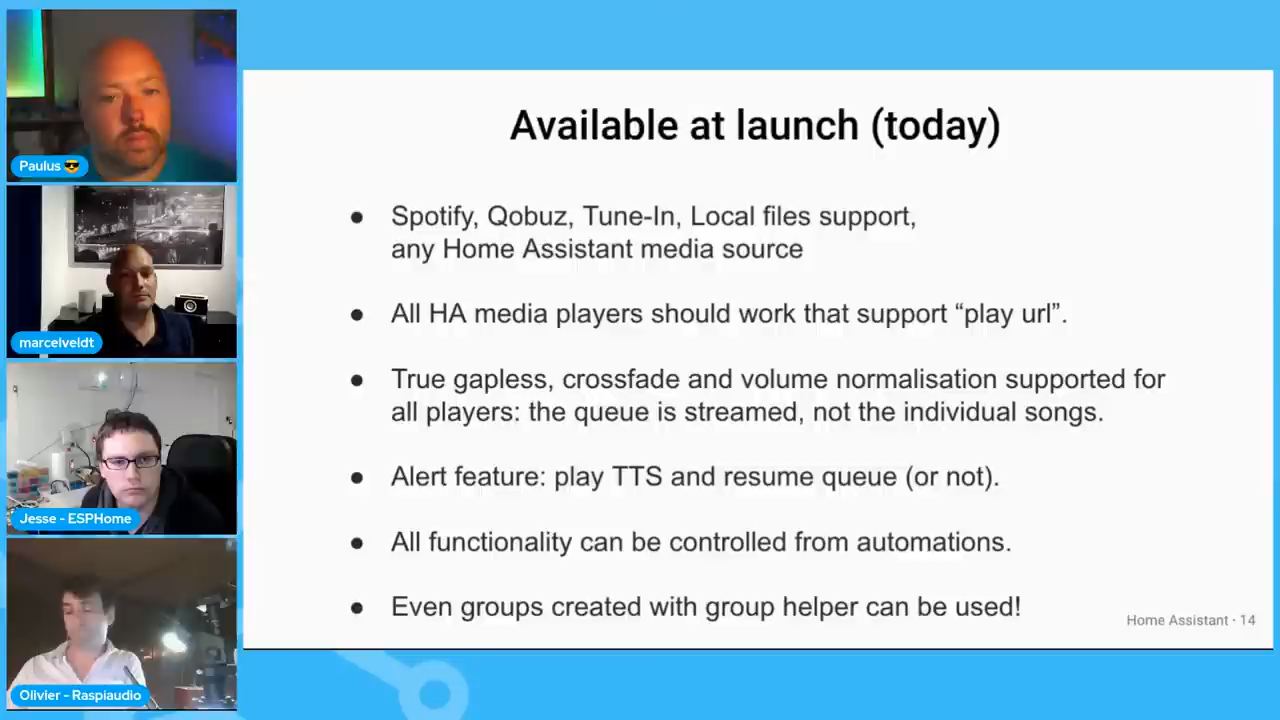 Paulus 😎
marcelveldt
Jesse - ESPHome
Olivier - Raspiaudio
Available at launch (today)
● Spotify, Qobuz, Tune-In, Local files support,
any Home Assistant media source
● All HA media players should work that support “play url”.
● True gapless, crossfade and volume normalisation supported for
all players: the queue is streamed, not the individual songs.
● Alert feature: play TTS and resume queue (or not).
● All functionality can be controlled from automations.
● Even groups created with group helper can be used!
Home Assistant · 14